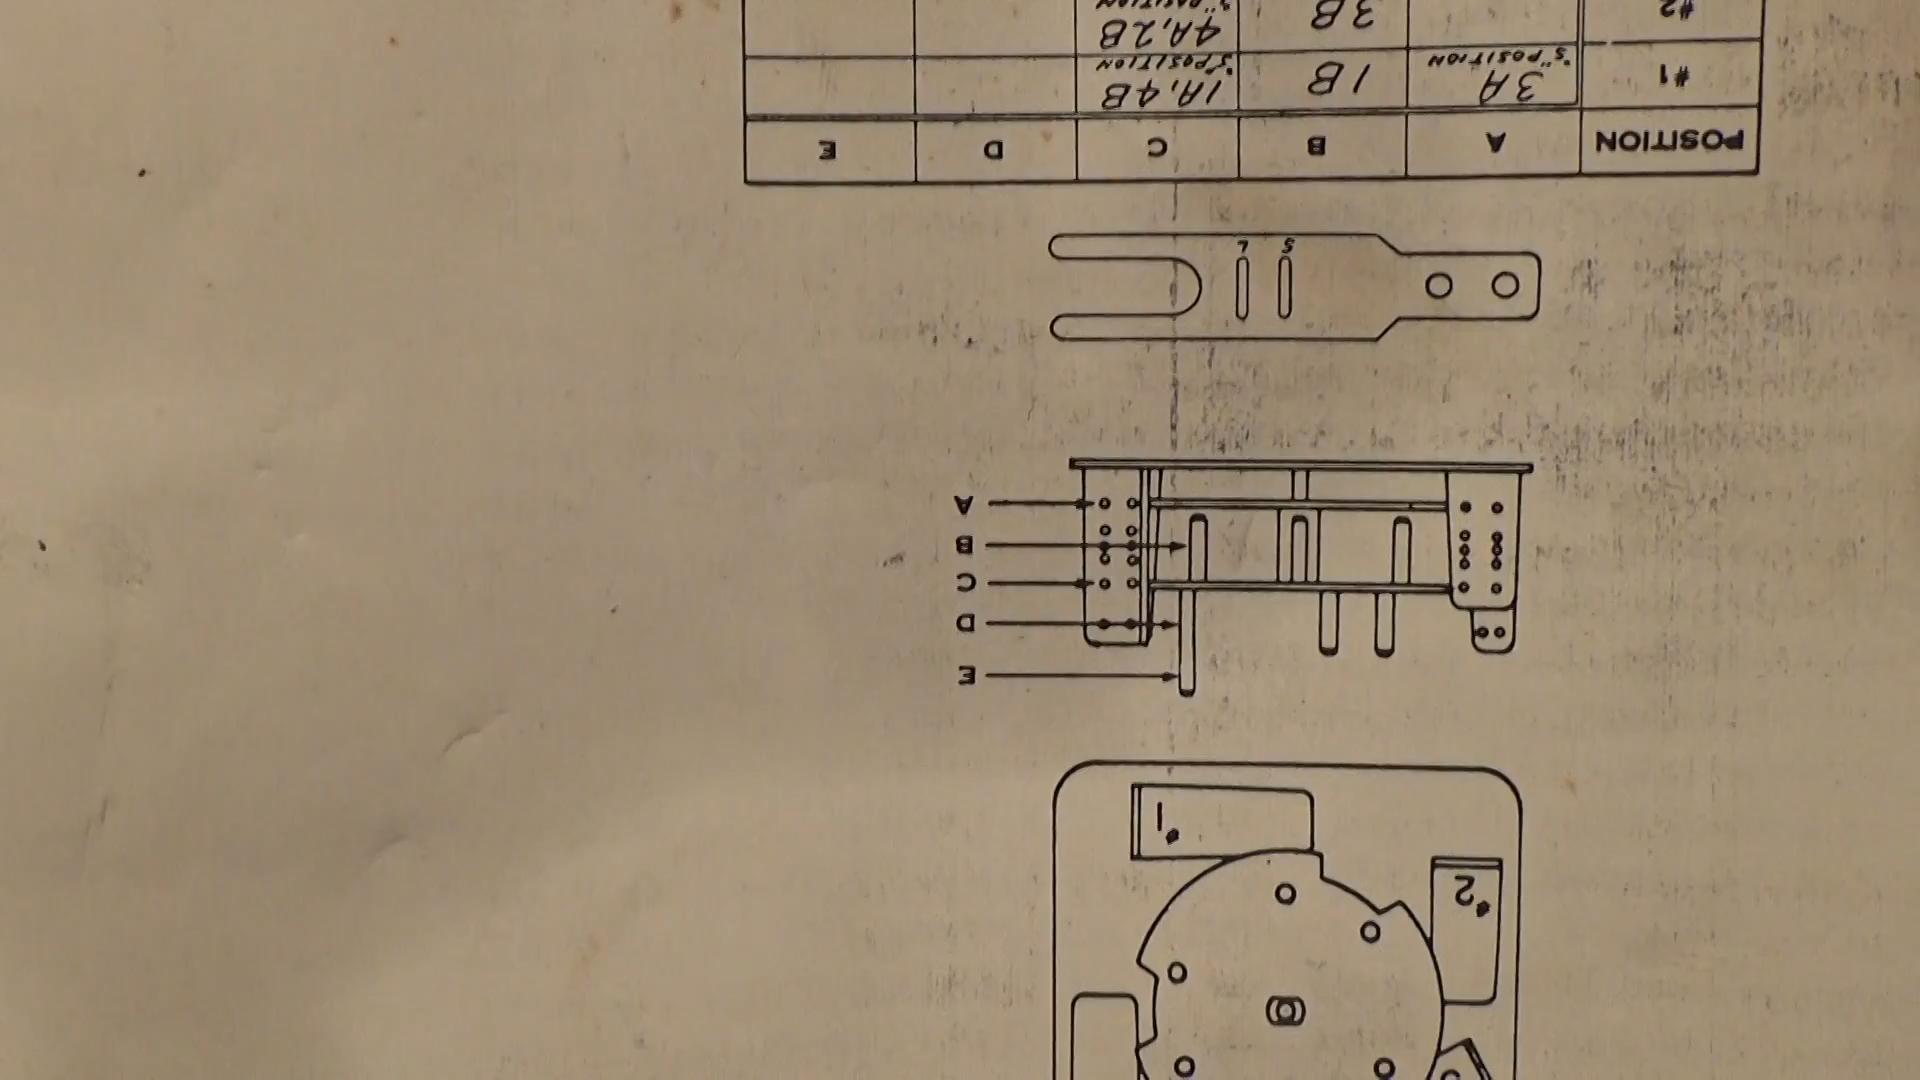 #2
#1
E
D
C
B
A
S L
POSITION A B C D E
#1 3A 1B 1A,4B
"S" POSITION "S" POSITION
#2 3B 4A,2B
"S" POSITION